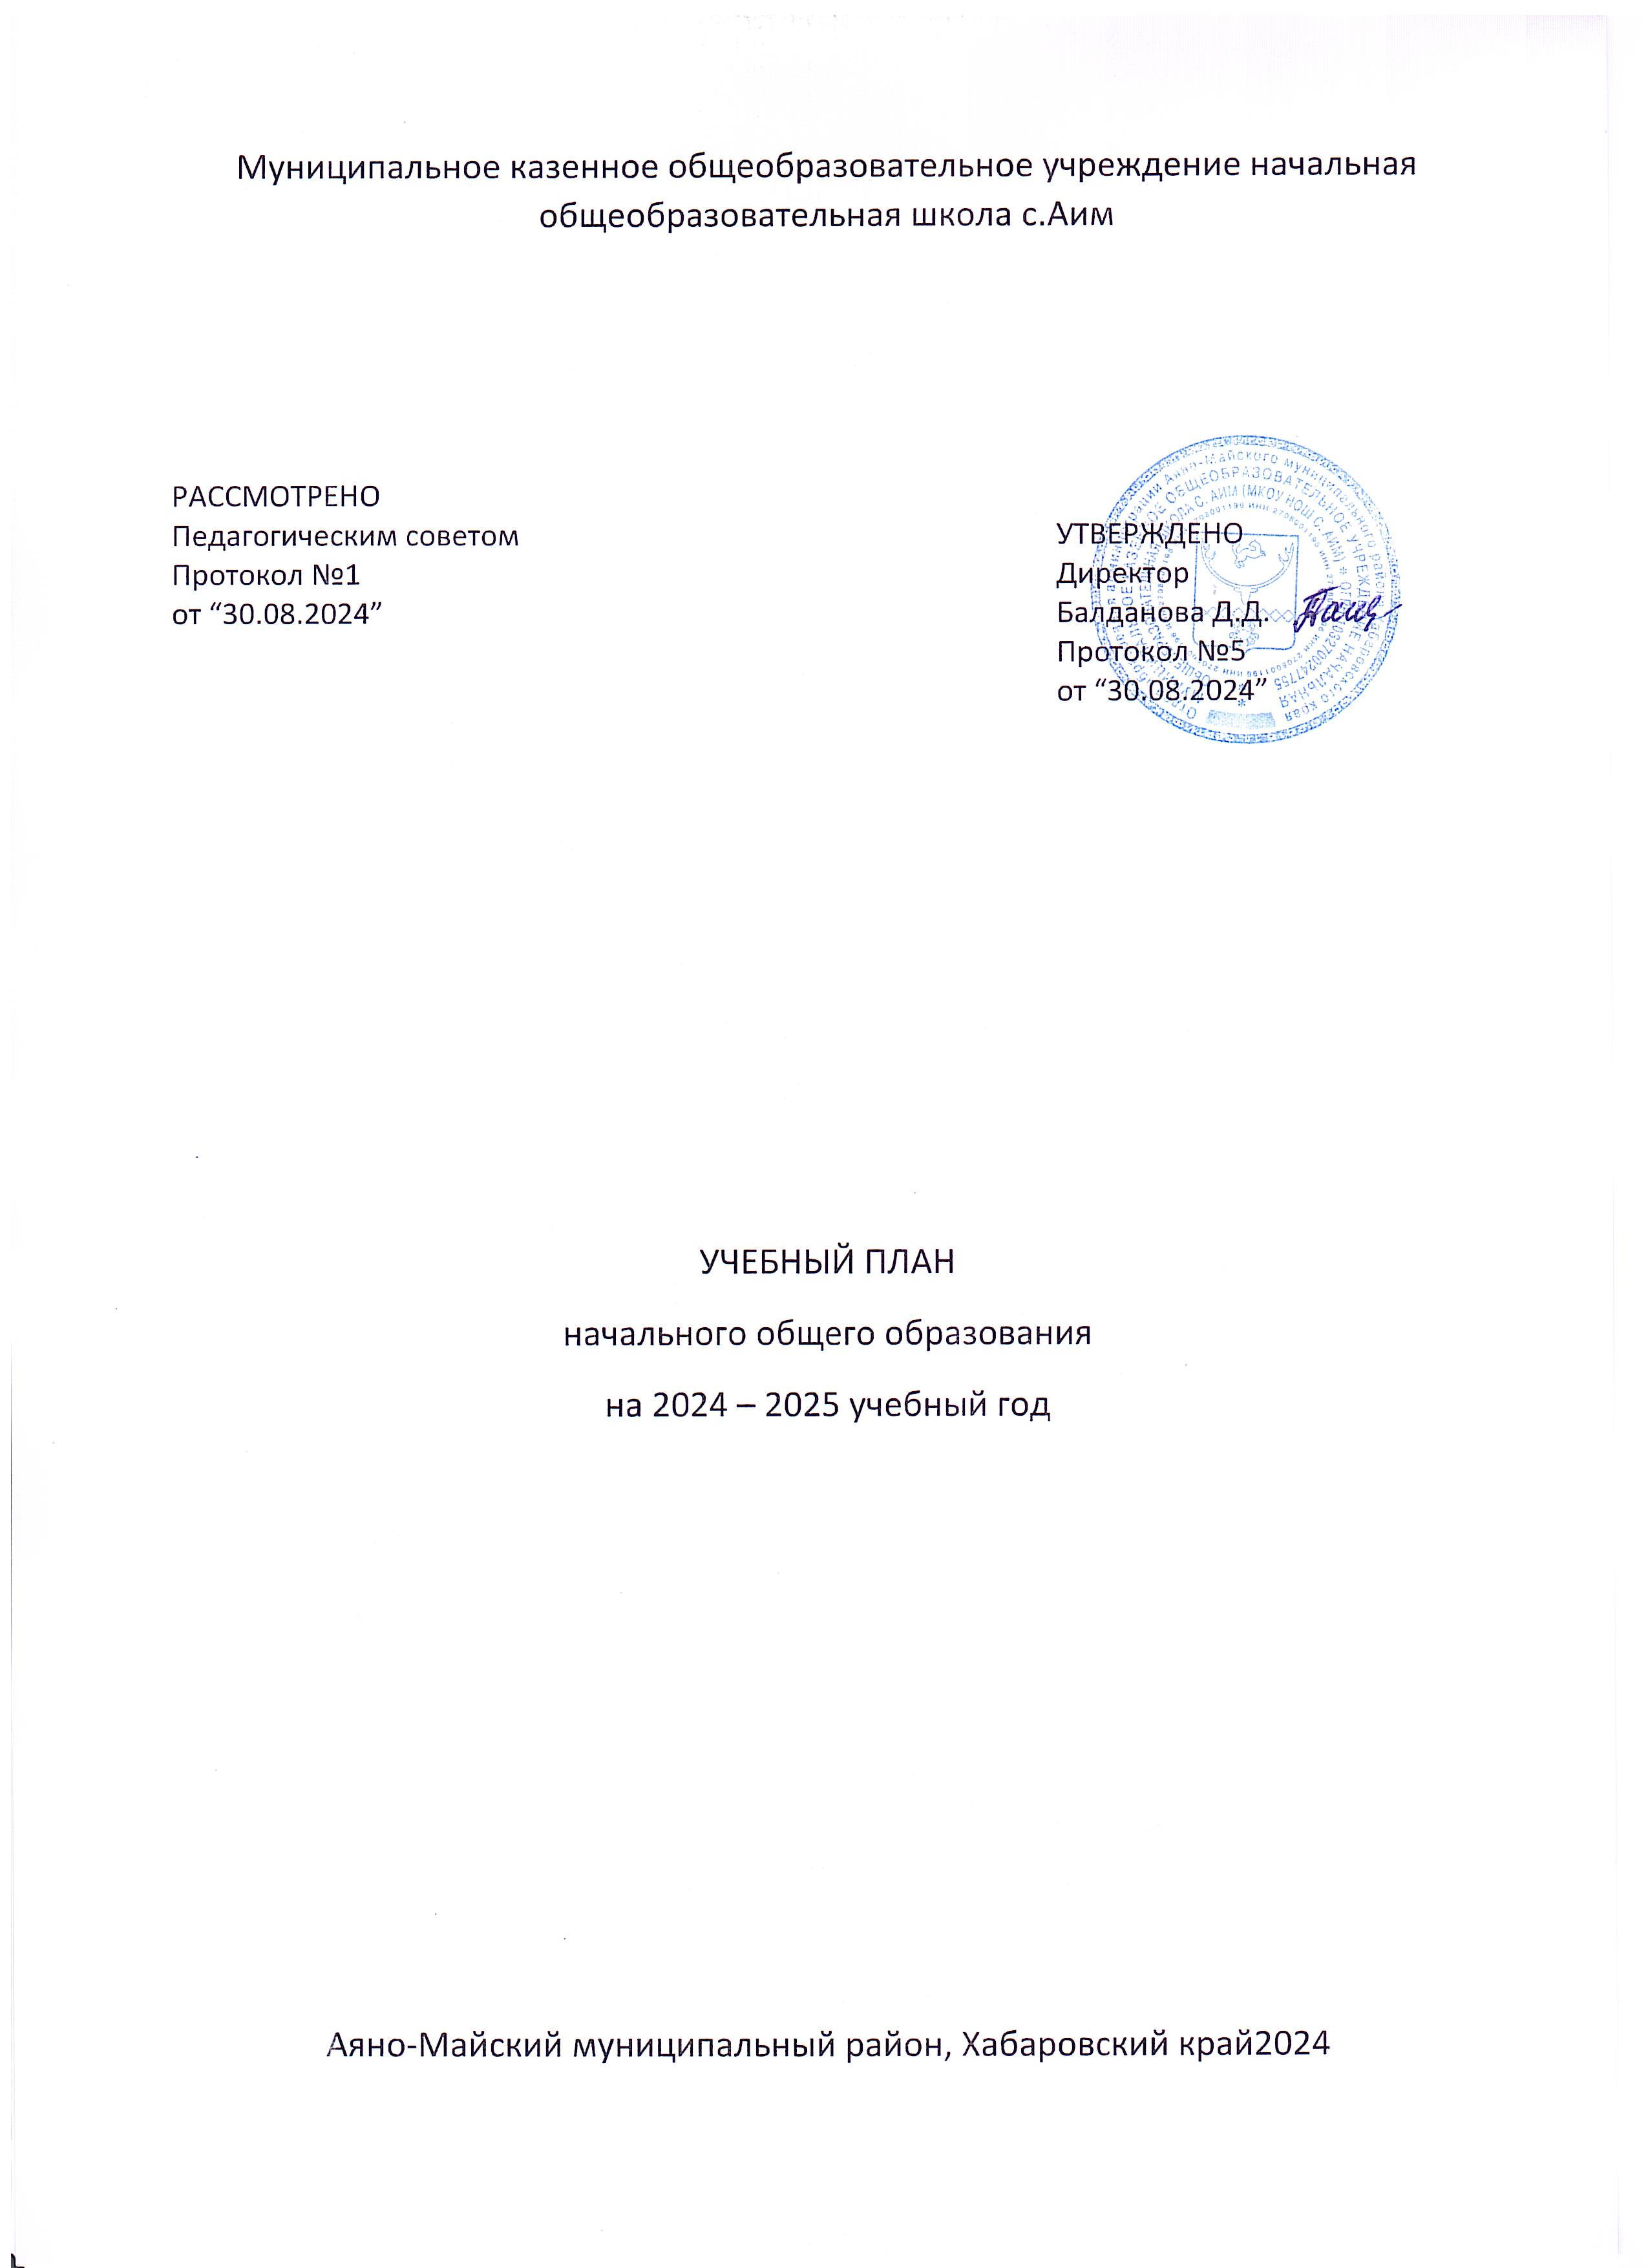 Муниципальное казенное общеобразовательное учреждение начальная
общеобразовательная школа с.Аим
РАССМОТРЕНО
Педагогическим советом
Протокол №1
от “30.08.2024”
УТВЕРЖДЕНО
Директор
Балданова Д.Д.
Протокол №5
от “30.08.2024”
УЧЕБНЫЙ ПЛАН
начального общего образования
на 2024 – 2025 учебный год
Аяно-Майский муниципальный район, Хабаровский край2024